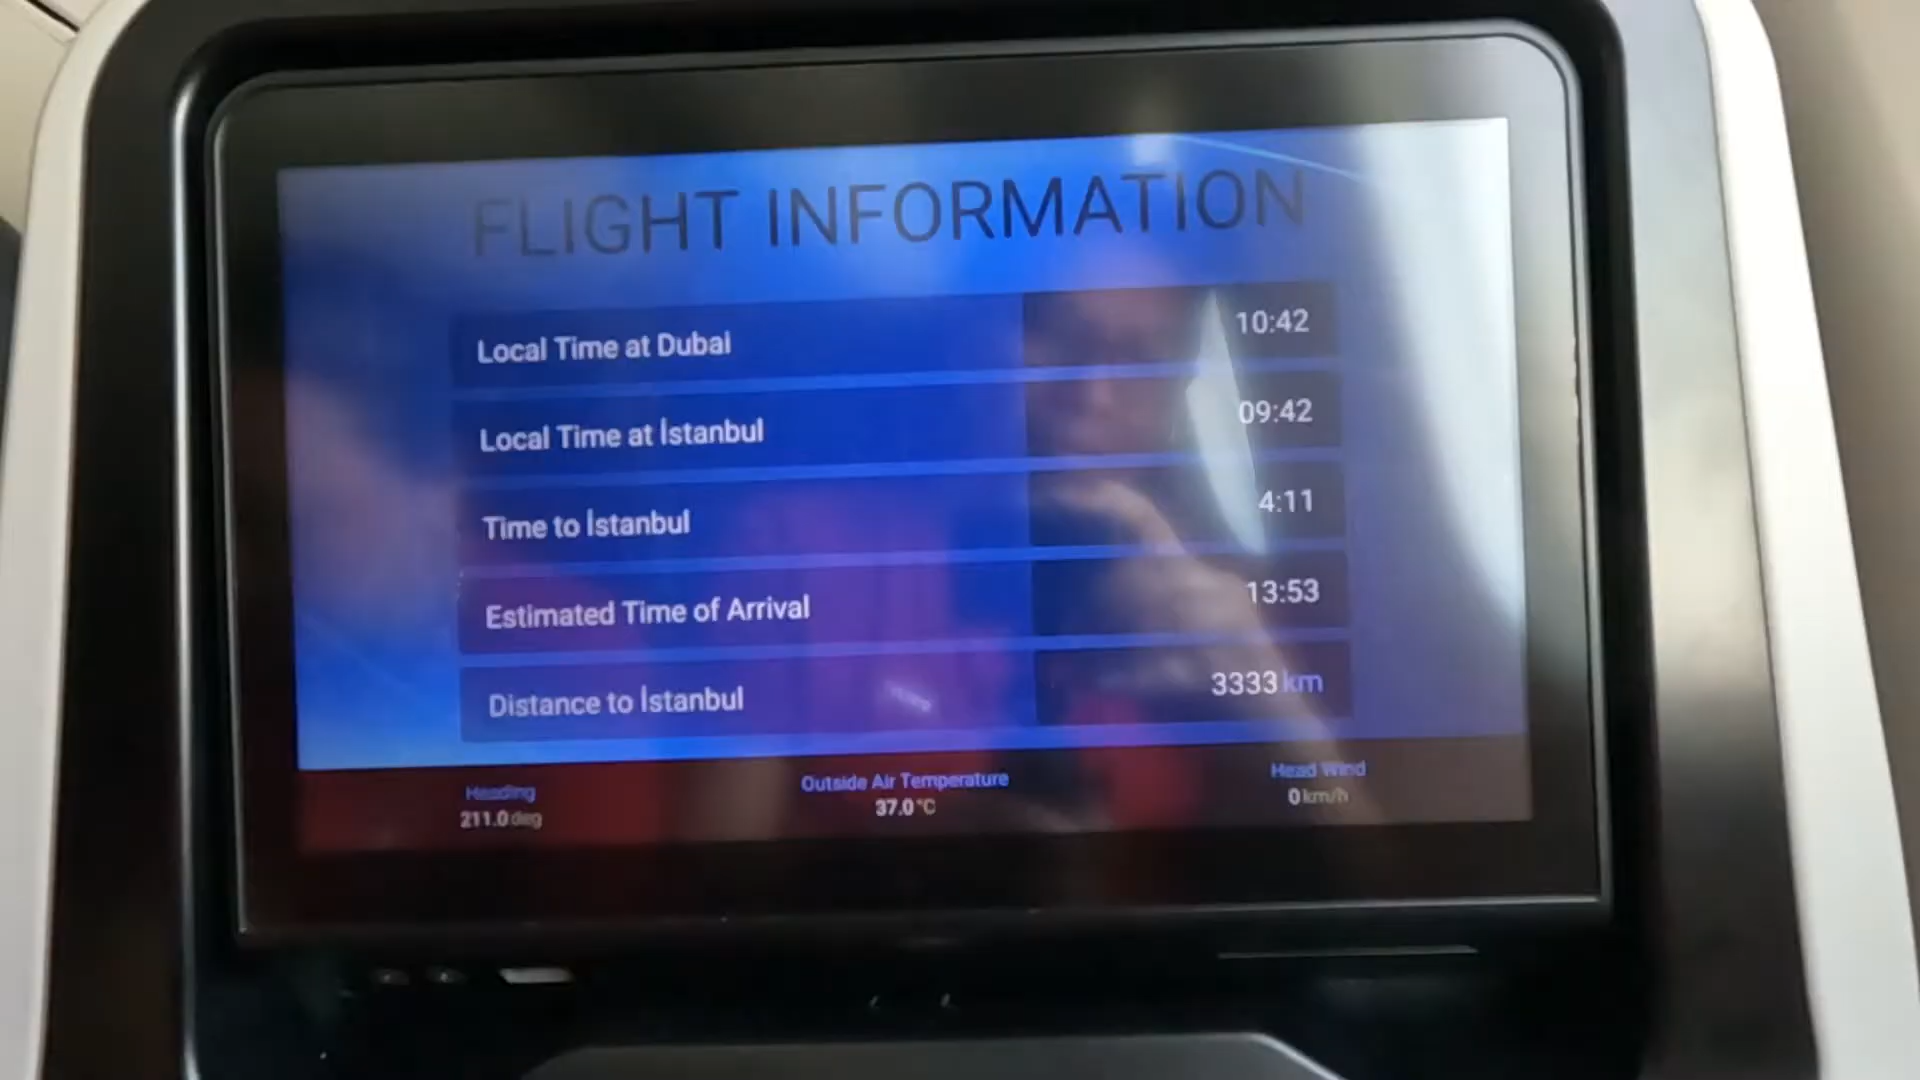 FLIGHT INFORMATION
Local Time at Dubai 10:42
Local Time at İstanbul 09:42
Time to İstanbul 4:11
Estimated Time of Arrival 13:53
Distance to İstanbul 3333 km
Heading
211.0 deg
Outside Air Temperature
37.0 °C
Head Wind
0 km/h